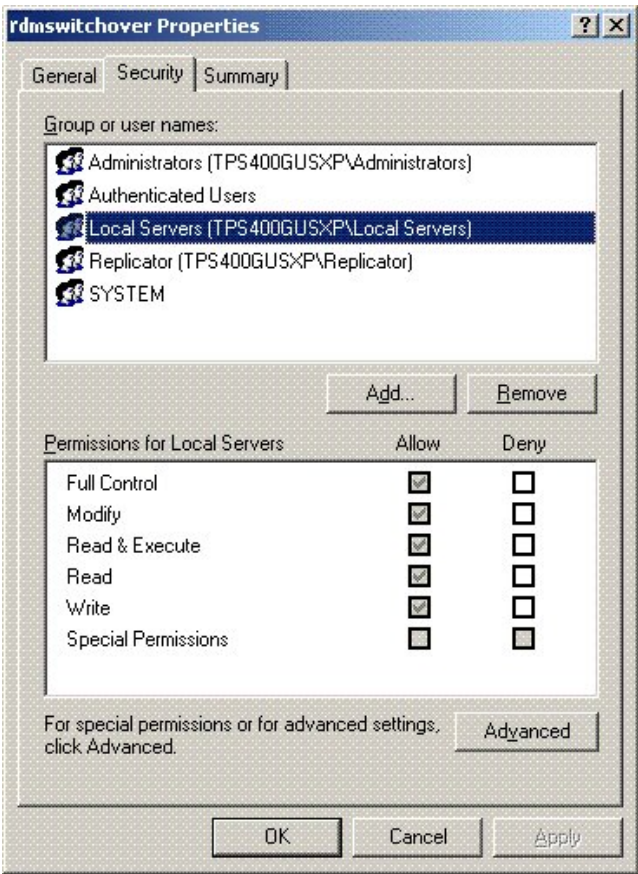 rdmswitchover Properties
General Security Summary
Group or user names:
Administrators (TPS400GUSXP\Administrators)
Authenticated Users
Local Servers (TPS400GUSXP\Local Servers)
Replicator (TPS400GUSXP\Replicator)
SYSTEM
Add... Remove
Permissions for Local Servers Allow Deny
Full Control
Modify
Read & Execute
Read
Write
Special Permissions
For special permissions or for advanced settings,
click Advanced.
Advanced
OK Cancel Apply